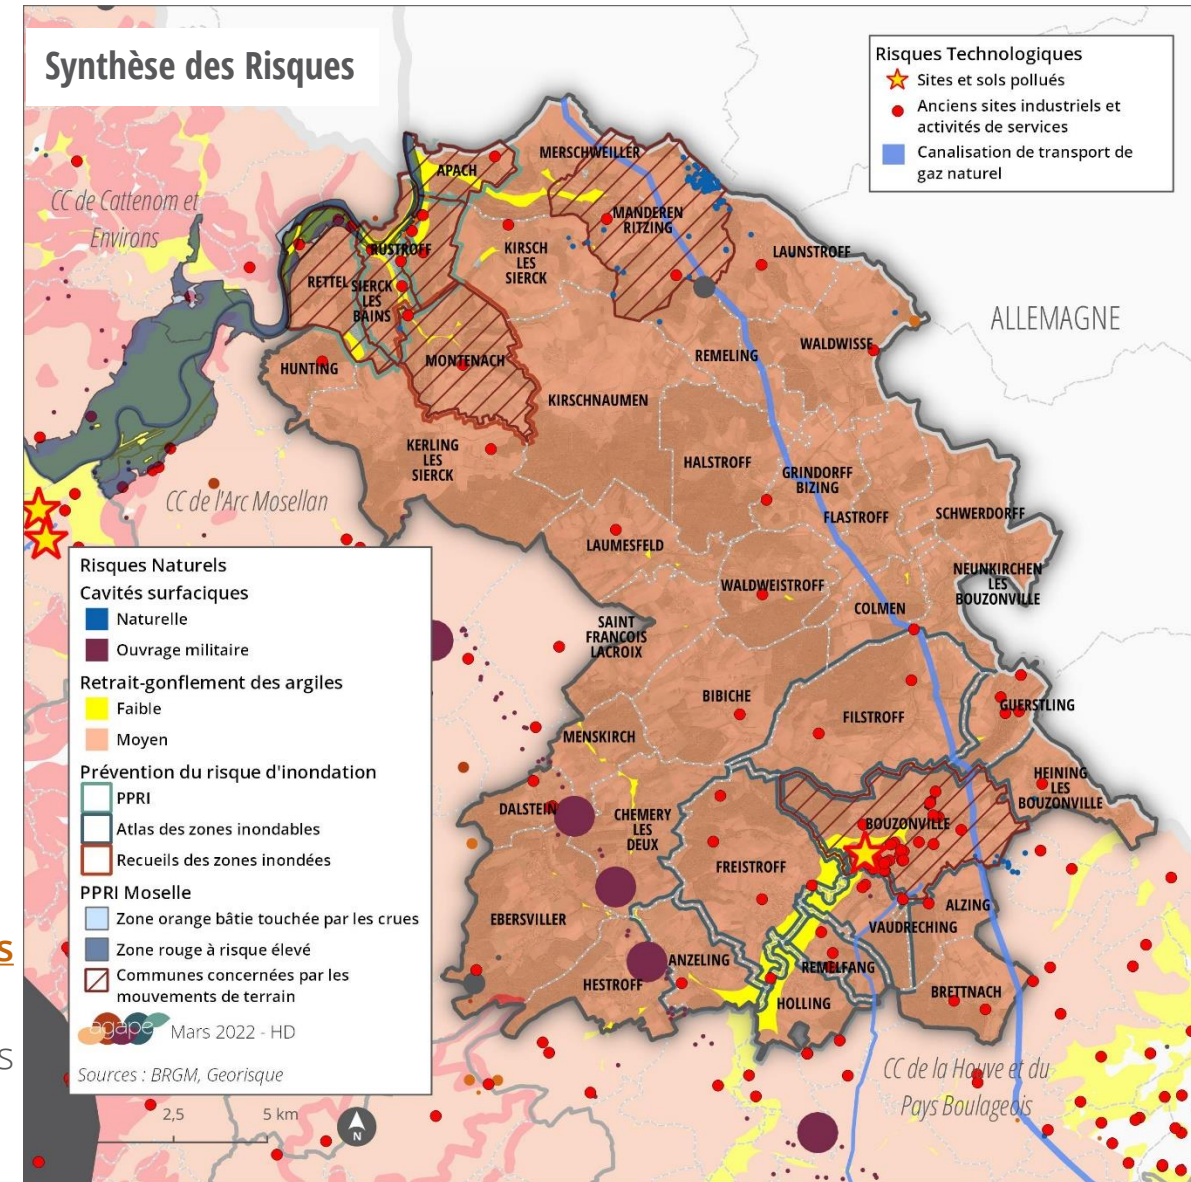 Synthèse des Risques
Risques Technologiques
Sites et sols pollués
Anciens sites industriels et
activités de services
Canalisation de transport de
gaz naturel
MERSCHWEILLER
APACH
CC de Cattenom et
Environs
MANDEREN
RITZING
RUSTROFF
KIRSCH
LES
SIERCK
LAUNSTROFF
RETTEL
SIERCK
LES
BAINS
ALLEMAGNE
WALDWISSE
REMELING
MONTENACH
HUNTING
KIRSCHNAUMEN
KERLING
LES
SIERCK
HALSTROFF
GRINDORFF
BIZING
CC de l'Arc Mosellan
FLASTROFF
SCHWERDORFF
LAUMESFELD
NEUNKIRCHEN
LES
BOUZONVILLE
WALDWEISTROFF
COLMEN
SAINT
FRANCOIS
LACROIX
BIBICHE
GUERSTLING
FILSTROFF
MENSKIRCH
HEINING
LES
BOUZONVILLE
DALSTEIN
CHEMERY
LES
DEUX
BOUZONVILLE
FREISTROFF
ALZING
EBERSVILLER
VAUDRECHING
ANZELING
REMELFANG
HESTROFF
BRETTNACH
HOLLING
CC de la Houve et du
Pays Boulageois
Risques Naturels
Cavités surfaciques
Naturelle
Ouvrage militaire
Retrait-gonflement des argiles
Faible
Moyen
Prévention du risque d'inondation
PPRI
Atlas des zones inondables
Recueils des zones inondées
PPRI Moselle
Zone orange bâtie touchée par les crues
Zone rouge à risque élevé
Communes concernées par les
mouvements de terrain
agape Mars 2022 - HD
Sources : BRGM, Georisque
2,5 5 km
N
s
s